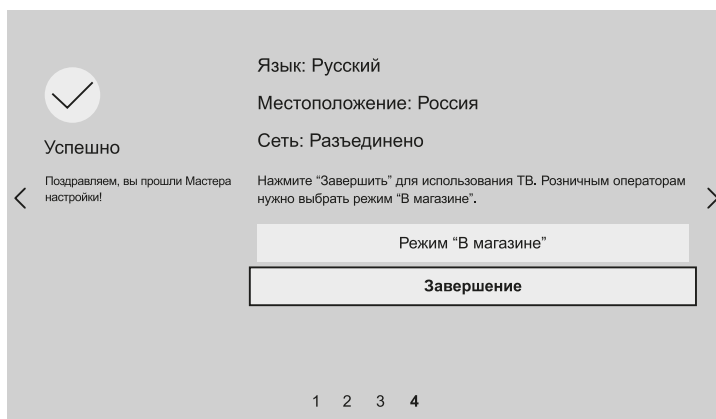 Успешно
Поздравляем, вы прошли Мастера
настройки!
Язык: Русский
Местоположение: Россия
Сеть: Разъединено
Нажмите “Завершить” для использования ТВ. Розничным операторам
нужно выбрать режим “В магазине”.
Режим “В магазине”
Завершение
1 2 3 4